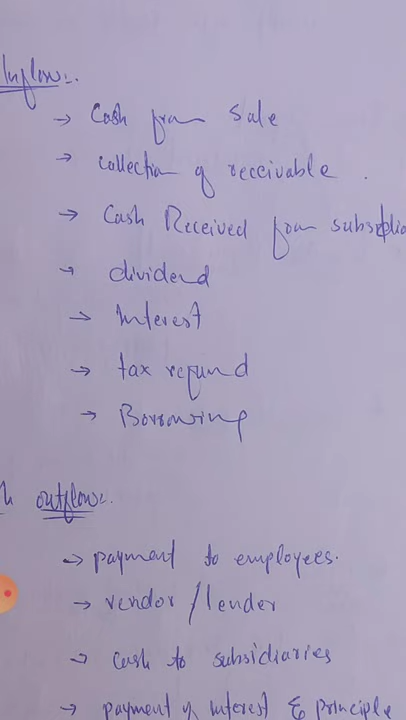 Inflow:-
→ Cash from Sale
→ collection of receivable.
→ Cash Received from
→ dividend
→ Interest
→ tax refund
→ Borrowing
outflow:-
→ payment to employees.
→ vendor/lender
→ Cash to subsidiaries
→ payment of interest & principle